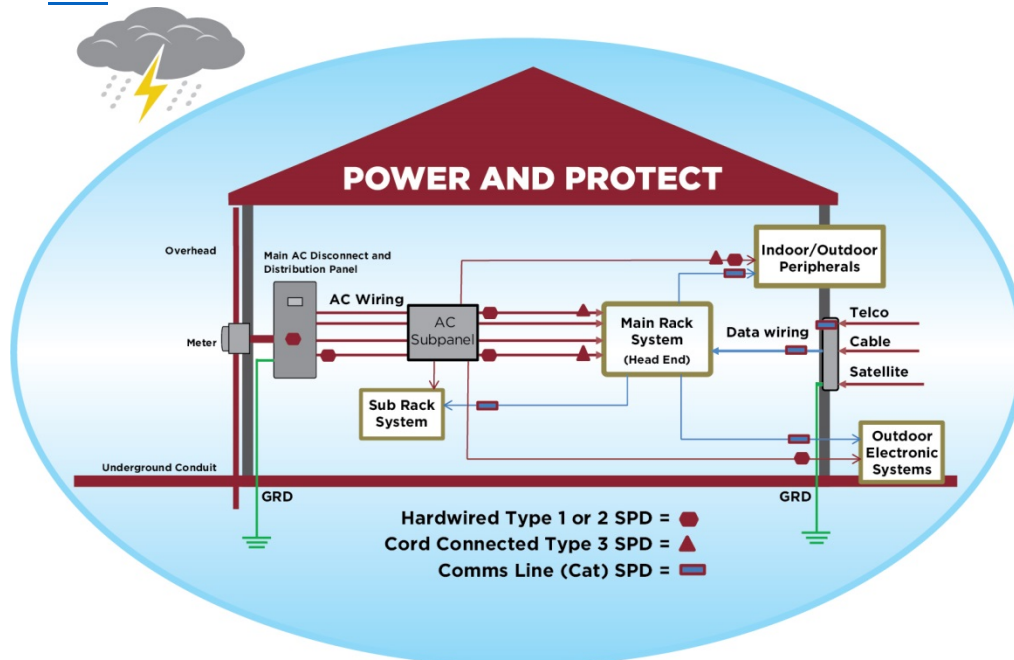 POWER AND PROTECT
Overhead
Main AC Disconnect and
Distribution Panel
AC Wiring
Meter
AC
Subpanel
Main Rack
System
(Head End)
Indoor/Outdoor
Peripherals
Data wiring
Telco
Cable
Satellite
Sub Rack
System
Outdoor
Electronic
Systems
Underground Conduit
GRD
GRD
Hardwired Type 1 or 2 SPD =
Cord Connected Type 3 SPD =
Comms Line (Cat) SPD =